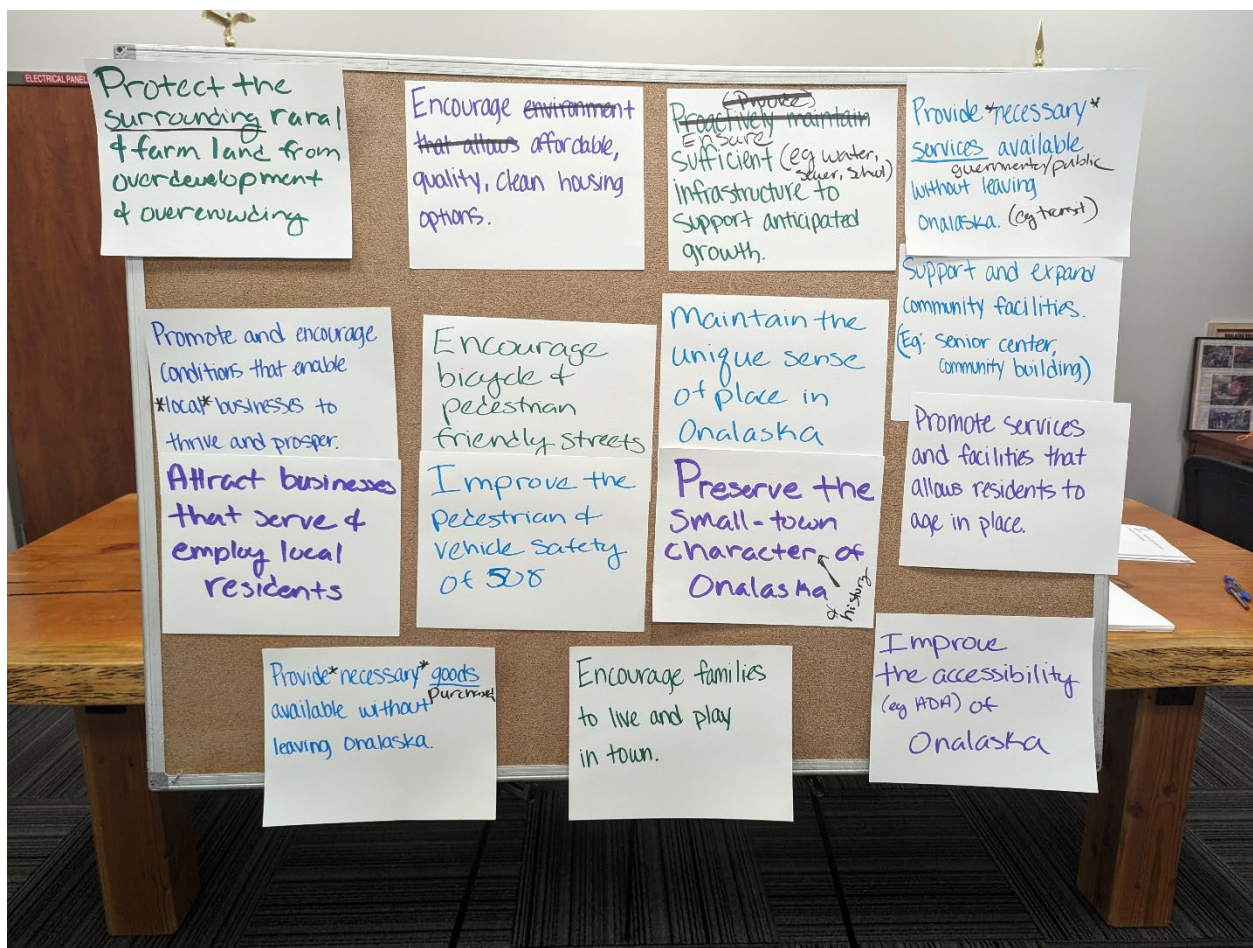 ELECTRICAL PANEL
Protect the
surrounding rural
& farm land from
overdevelopment
& overcrowding
Encourage environment
that allows affordable,
quality, clean housing
options.
(Provide)
Proactively maintain
Ensure
sufficient (eg water,
sewer, school)
infrastructure to
support anticipated
growth.
Provide *necessary*
services available
governmental/public
without leaving
Onalaska. (eg transit)
Support and expand
community facilities.
(Eg: senior center,
community building)
Promote and encourage
conditions that enable
*local* businesses to
thrive and prosper.
Encourage
bicycle &
pedestrian
friendly streets
Maintain the
unique sense
of place in
Onalaska
Promote services
and facilities that
allows residents to
age in place.
Attract businesses
that serve &
employ local
residents
Improve the
pedestrian &
vehicle safety
of 508
Preserve the
small-town
character of
Onalaska
& history
Provide *necessary* goods
purchased
available without
leaving Onalaska.
Encourage families
to live and play
in town.
Improve
the accessibility
(eg ADA) of
Onalaska